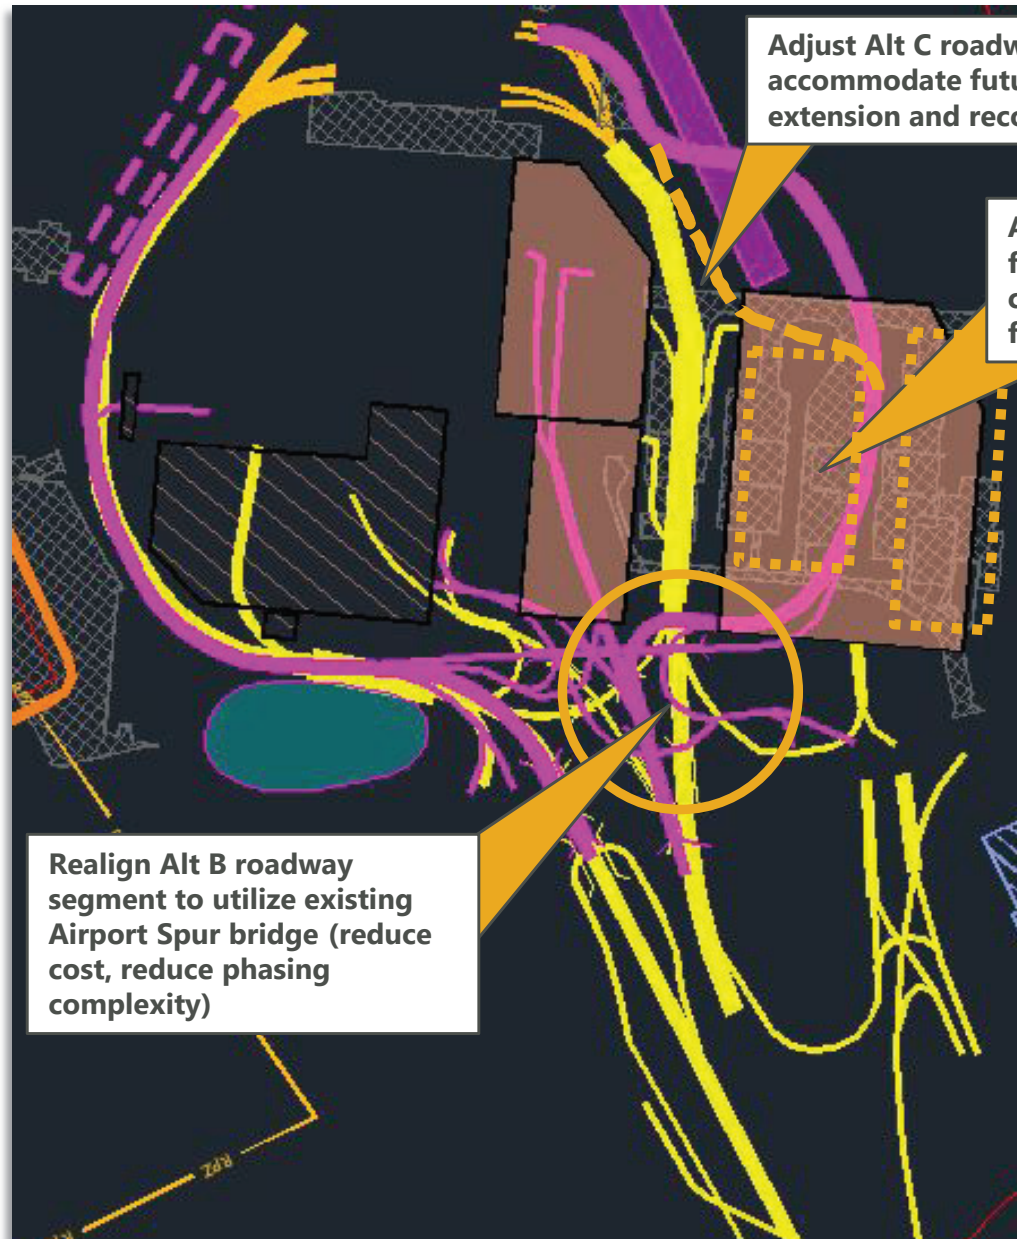 Adjust Alt C roadw
accommodate futu
extension and reco
A
f
c
f
Realign Alt B roadway
segment to utilize existing
Airport Spur bridge (reduce
cost, reduce phasing
complexity)
RPZ